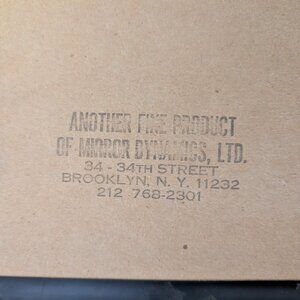 ANOTHER FINE PRODUCT
OF MIRROR DYNAMICS, LTD.
34 - 34TH STREET
BROOKLYN, N. Y. 11232
212 768-2301